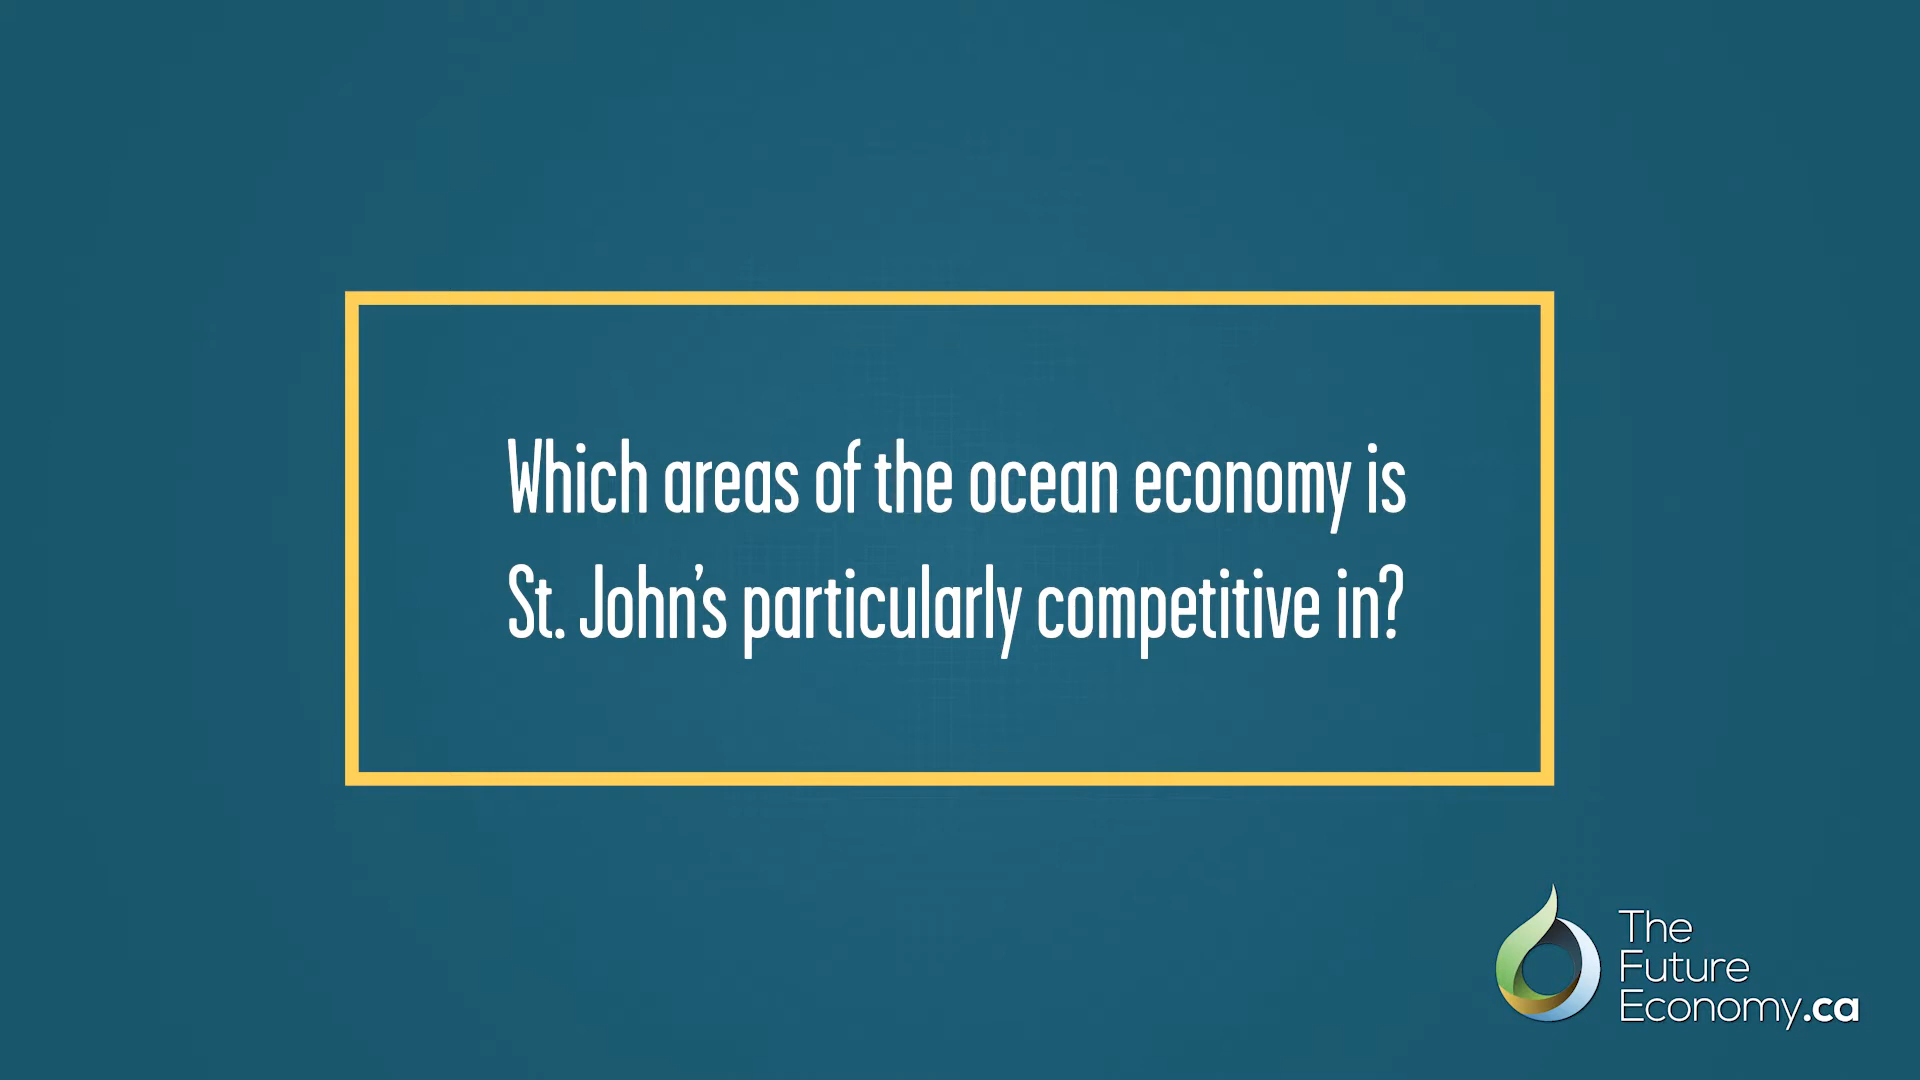 Which areas of the ocean economy is
St. John's particularly competitive in?
The
Future
Economy.ca